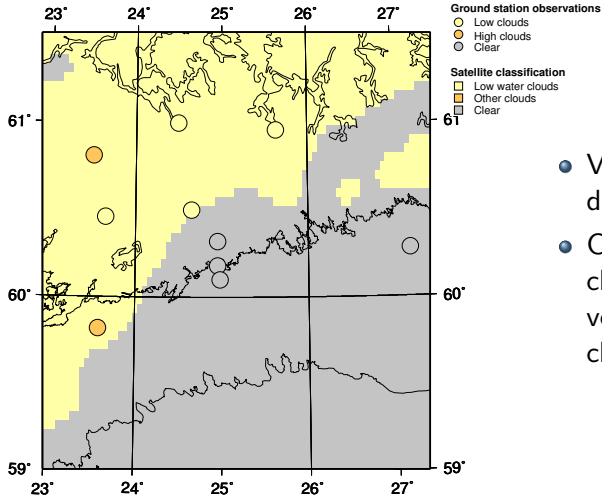 23° 24° 25° 26° 27°
Ground station observations
Low clouds
High clouds
Clear
Satellite classification
Low water clouds
Other clouds
Clear
61° 61
60° 60°
59° 59°
23° 24° 25° 26° 27°